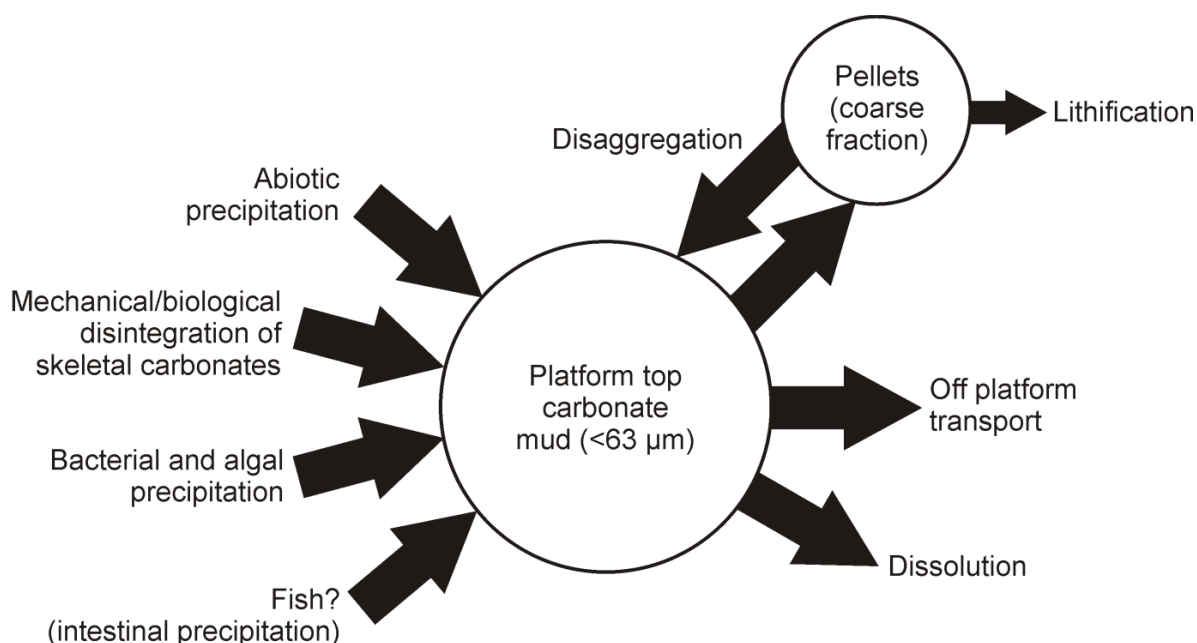 Pellets
(coarse
fraction)
Lithification
Disaggregation
Abiotic
precipitation
Mechanical/biological
disintegration of
skeletal carbonates
Platform top
carbonate
mud (<63 µm)
Off platform
transport
Bacterial and algal
precipitation
Dissolution
Fish?
(intestinal precipitation)